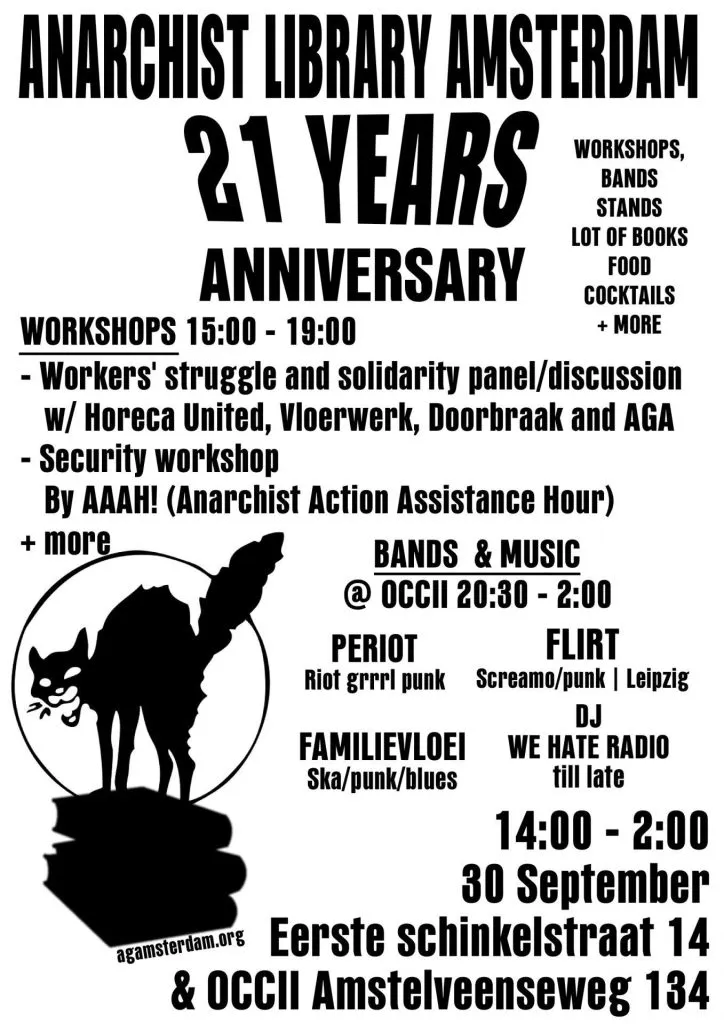 ANARCHIST LIBRARY AMSTERDAM
21 YEARS
ANNIVERSARY
WORKSHOPS,
BANDS
STANDS
LOT OF BOOKS
FOOD
COCKTAILS
+ MORE
WORKSHOPS 15:00 - 19:00
- Workers' struggle and solidarity panel/discussion
w/ Horeca United, Vloerwerk, Doorbraak and AGA
- Security workshop
By AAAH! (Anarchist Action Assistance Hour)
+ more
BANDS & MUSIC
@ OCCII 20:30 - 2:00
PERIOT
Riot grrrl punk
FLIRT
Screamo/punk | Leipzig
FAMILIEVLOEI
Ska/punk/blues
DJ
WE HATE RADIO
till late
14:00 - 2:00
30 September
Eerste schinkelstraat 14
& OCCII Amstelveenseweg 134
agamsterdam.org